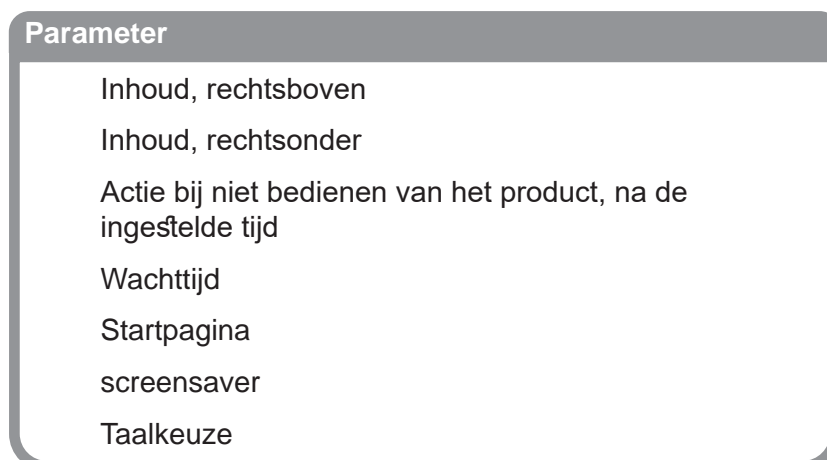 Parameter
Inhoud, rechtsboven
Inhoud, rechtsonder
Actie bij niet bedienen van het product, na de
ingestelde tijd
Wachttijd
Startpagina
screensaver
Taalkeuze